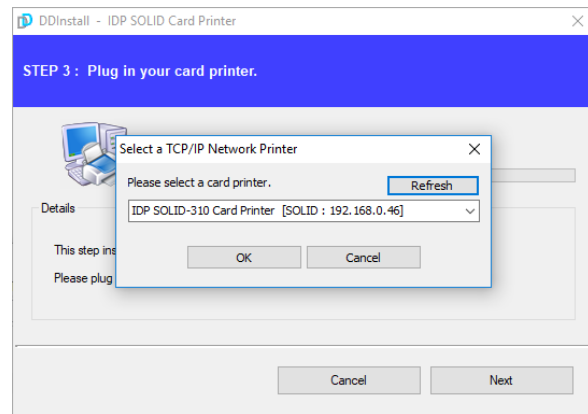 DDInstall - IDP SOLID Card Printer
STEP 3 : Plug in your card printer.
Select a TCP/IP Network Printer
Please select a card printer.
Refresh
IDP SOLID-310 Card Printer [SOLID : 192.168.0.46]
OK
Cancel
Details
This step ins
Please plug
Cancel
Next